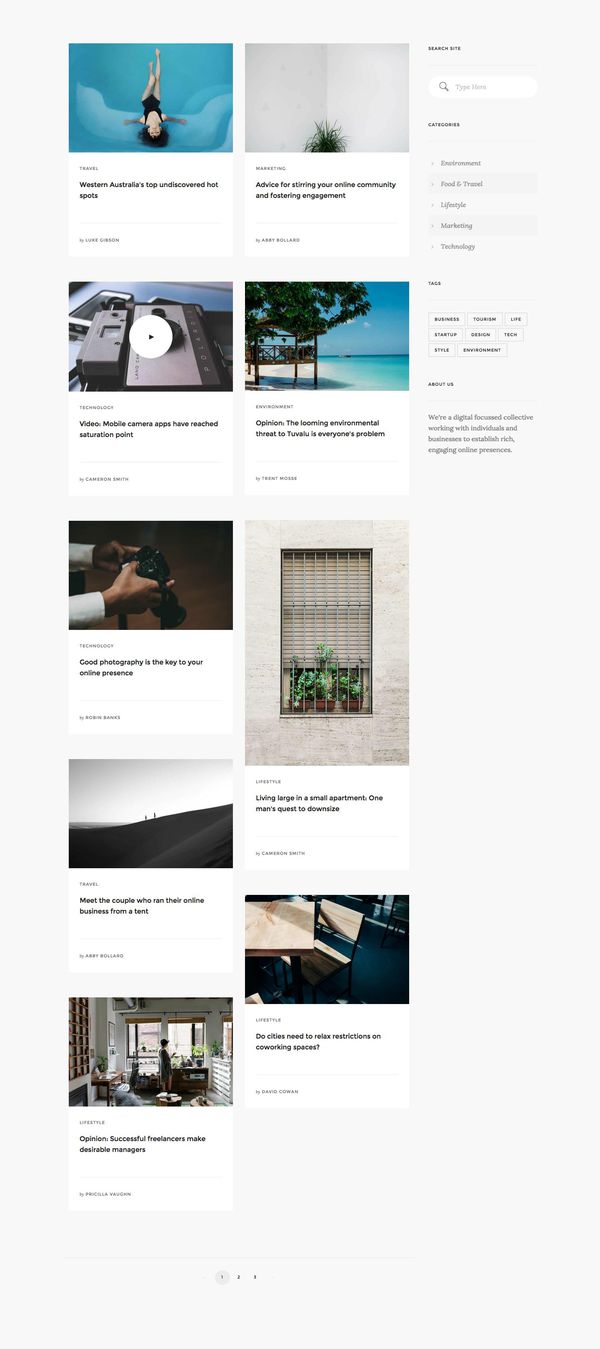 TRAVEL
Western Australia's top undiscovered hot
spots
by LUKE GIBSON
MARKETING
Advice for stirring your online community
and fostering engagement
by ABBY BOLLARD
LAND CAM
POLAROID
TECHNOLOGY
Video: Mobile camera apps have reached
saturation point
by CAMERON SMITH
ENVIRONMENT
Opinion: The looming environmental
threat to Tuvalu is everyone's problem
by TRENT MOSSE
TECHNOLOGY
Good photography is the key to your
online presence
by ROBIN BANKS
LIFESTYLE
Living large in a small apartment: One
man's quest to downsize
by CAMERON SMITH
TRAVEL
Meet the couple who ran their online
business from a tent
by ABBY BOLLARD
LIFESTYLE
Do cities need to relax restrictions on
coworking spaces?
by DAVID COWAN
LIFESTYLE
Opinion: Successful freelancers make
desirable managers
by PRICILLA VAUGHN
1 2 3
SEARCH SITE
Type Here
CATEGORIES
Environment
Food & Travel
Lifestyle
Marketing
Technology
TAGS
BUSINESS TOURISM LIFE
STARTUP DESIGN TECH
STYLE ENVIRONMENT
ABOUT US
We're a digital focussed collective
working with individuals and
businesses to establish rich,
engaging online presences.